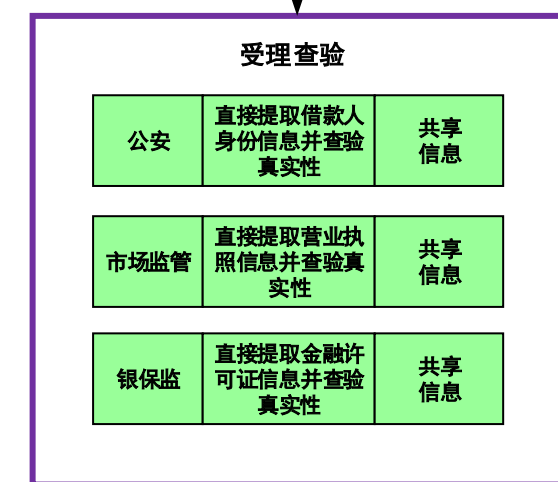 受理查验
公安
直接提取借款人
身份信息并查验
真实性
共享
信息
市场监管
直接提取营业执
照信息并查验真
实性
共享
信息
银保监
直接提取金融许
可证信息并查验
真实性
共享
信息